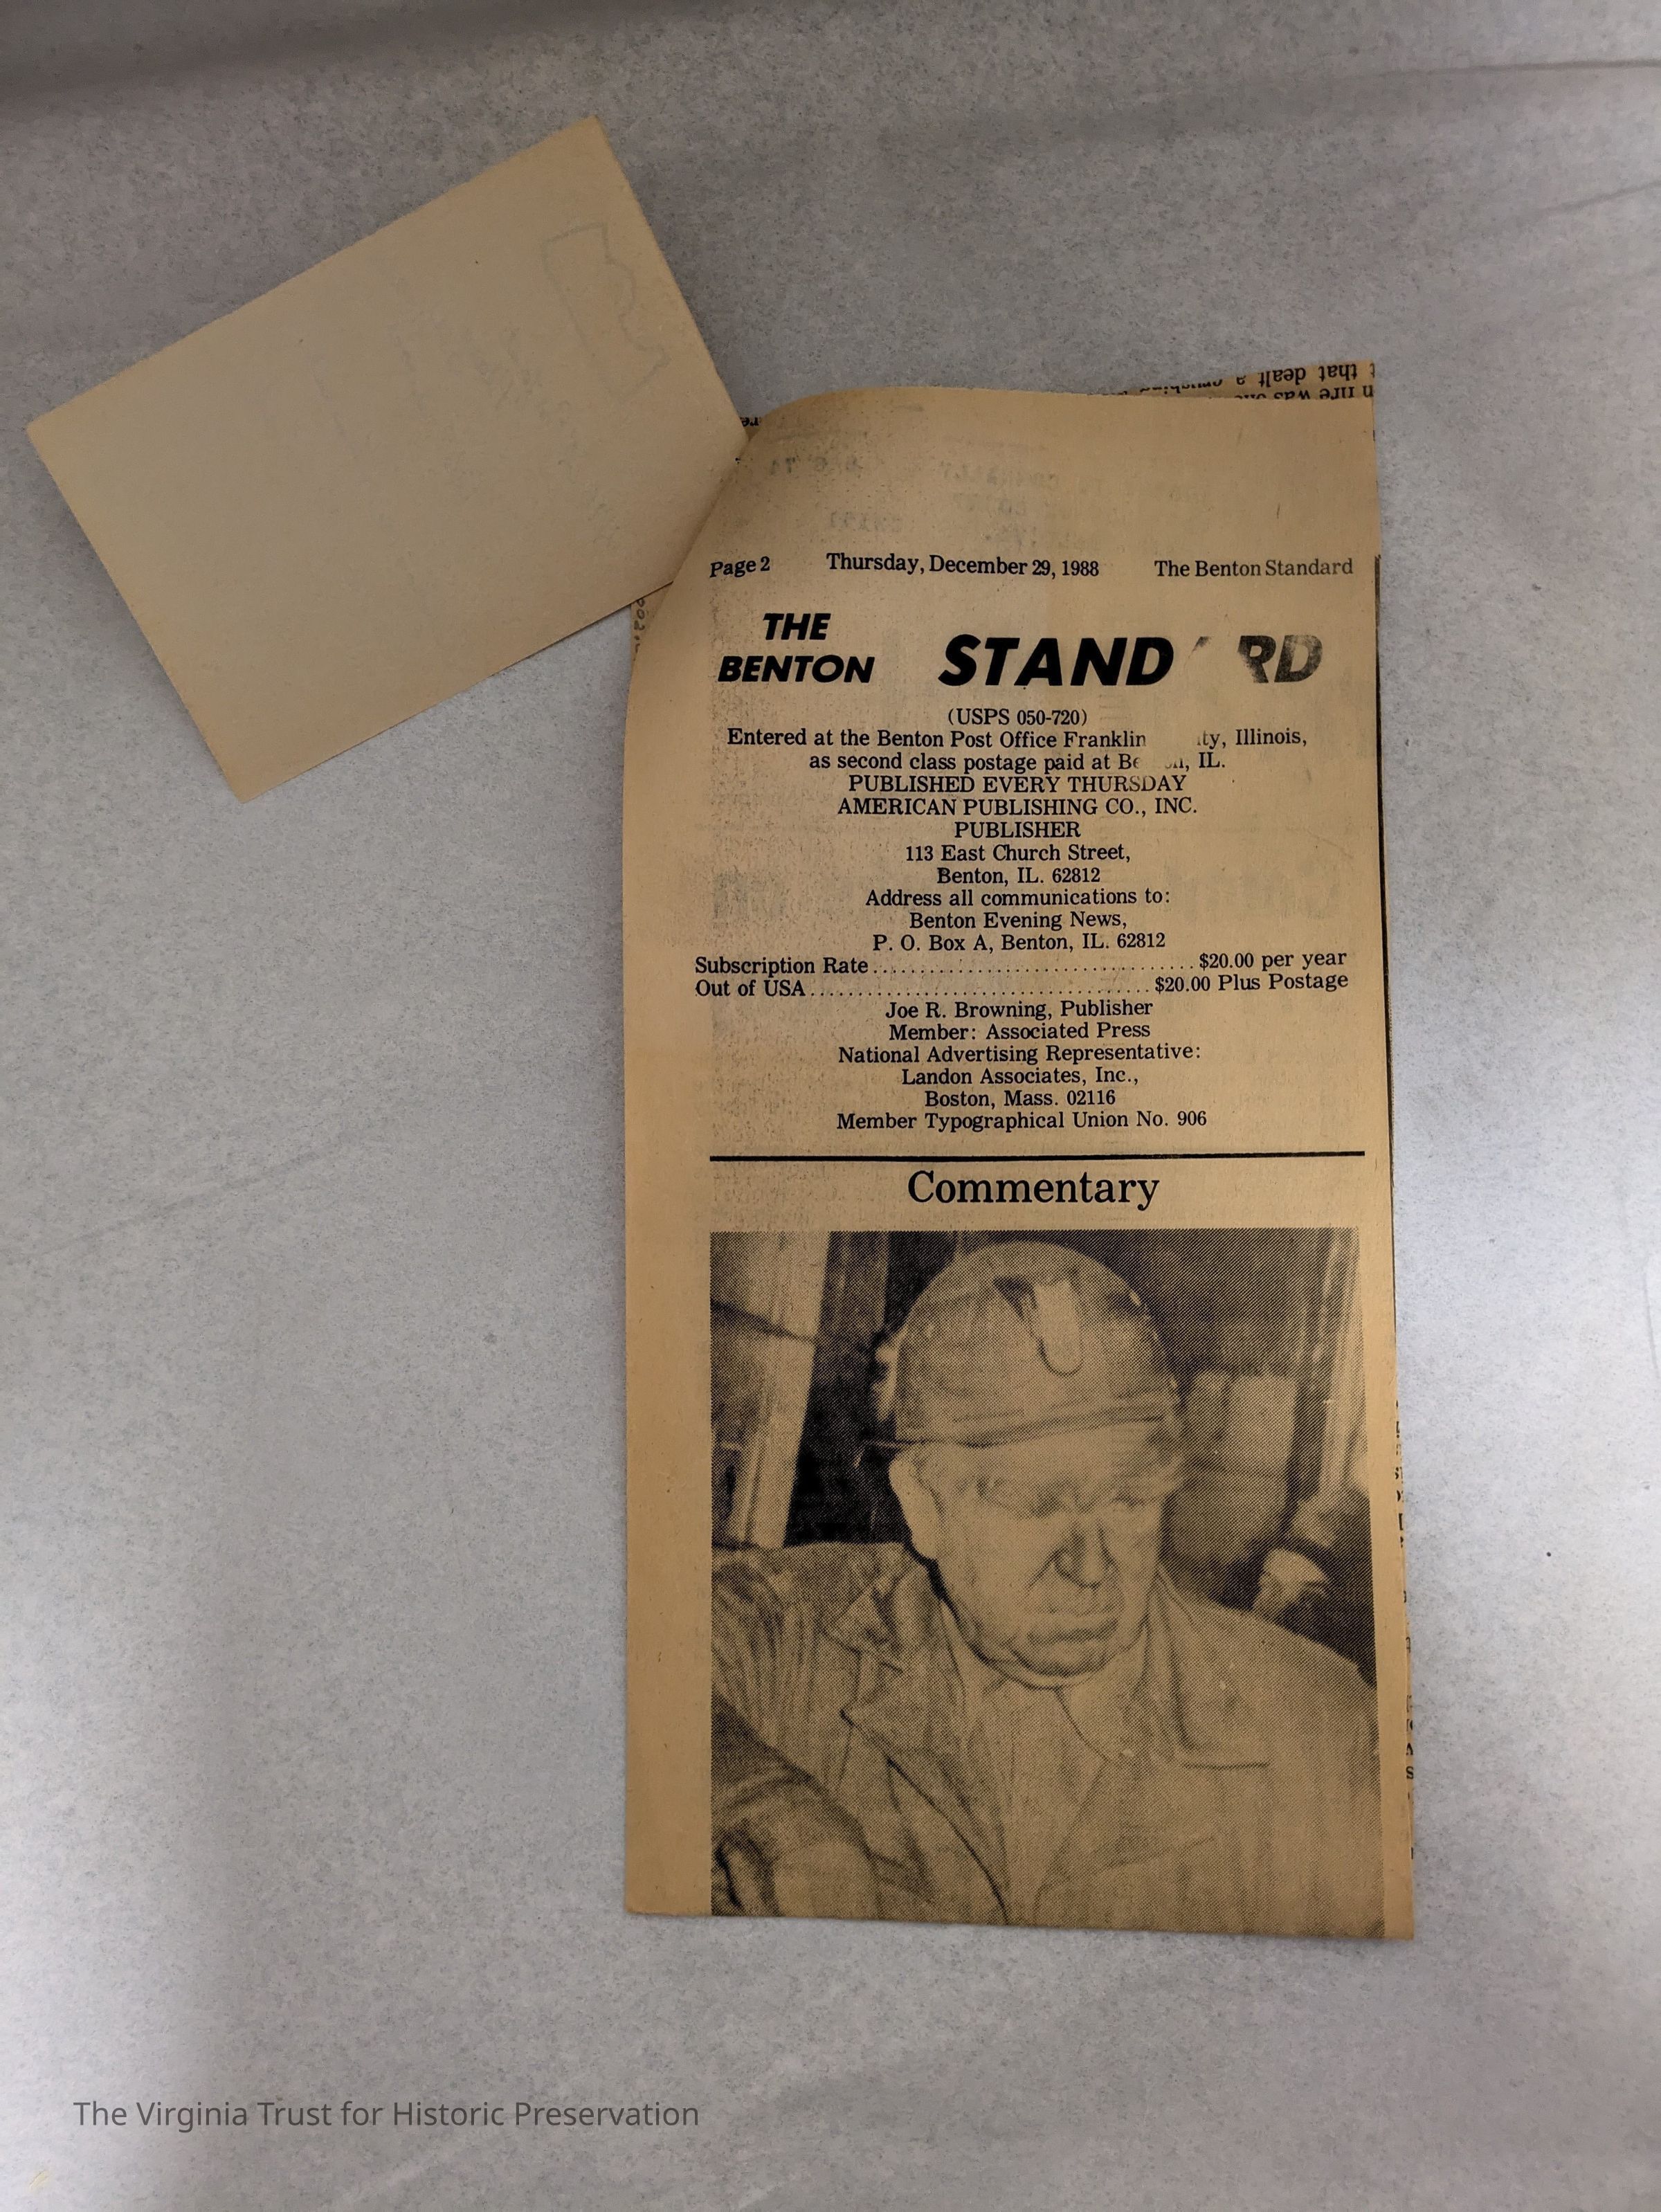 that dealt a
fire was
Page 2 Thursday, December 29, 1988 The Benton Standard
THE
BENTON STAND RD
(USPS 050-720)
Entered at the Benton Post Office Franklin ty, Illinois,
as second class postage paid at Be n, IL.
PUBLISHED EVERY THURSDAY
AMERICAN PUBLISHING CO., INC.
PUBLISHER
113 East Church Street,
Benton, IL. 62812
Address all communications to:
Benton Evening News,
P. O. Box A, Benton, IL. 62812
Subscription Rate................................$20.00 per year
Out of USA..................................$20.00 Plus Postage
Joe R. Browning, Publisher
Member: Associated Press
National Advertising Representative:
Landon Associates, Inc.,
Boston, Mass. 02116
Member Typographical Union No. 906
Commentary
The Virginia Trust for Historic Preservation